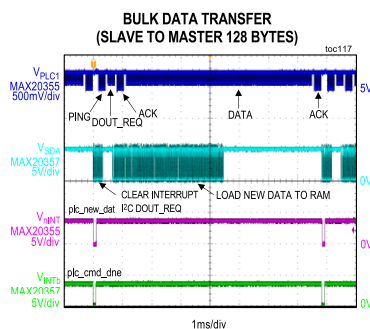 BULK DATA TRANSFER
(SLAVE TO MASTER 128 BYTES)
toc117
VPLC1
MAX20355
500mV/div
5V
PING
DOUT_REQ
ACK
DATA
ACK
VSDA
MAX20357
5V/div
0V
CLEAR INTERRUPT
I²C DOUT_REQ
LOAD NEW DATA TO RAM
plc_new_dat
VnINT
MAX20355
5V/div
0V
plc_cmd_dne
VINTb
MAX20357
5V/div
0V
1ms/div